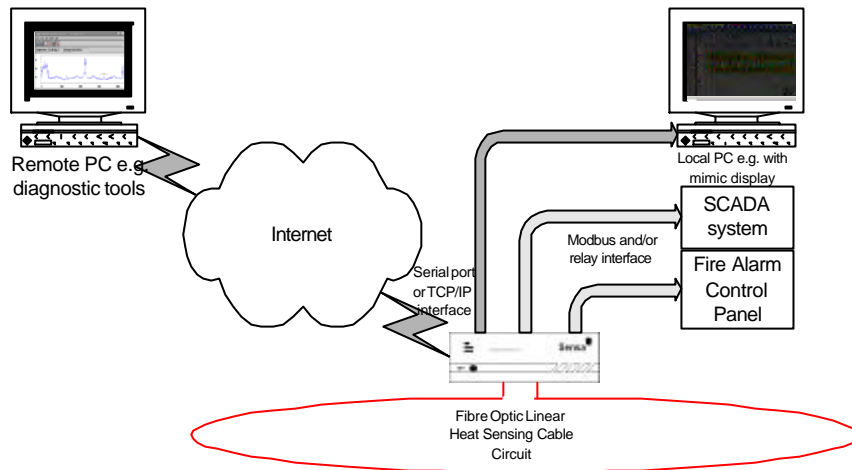 Remote PC e.g.
diagnostic tools
Internet
Serial port
or TCP/IP
interface
Local PC e.g. with
mimic display
SCADA
system
Modbus and/or
relay interface
Fire Alarm
Control
Panel
Sensa
Fibre Optic Linear
Heat Sensing Cable
Circuit